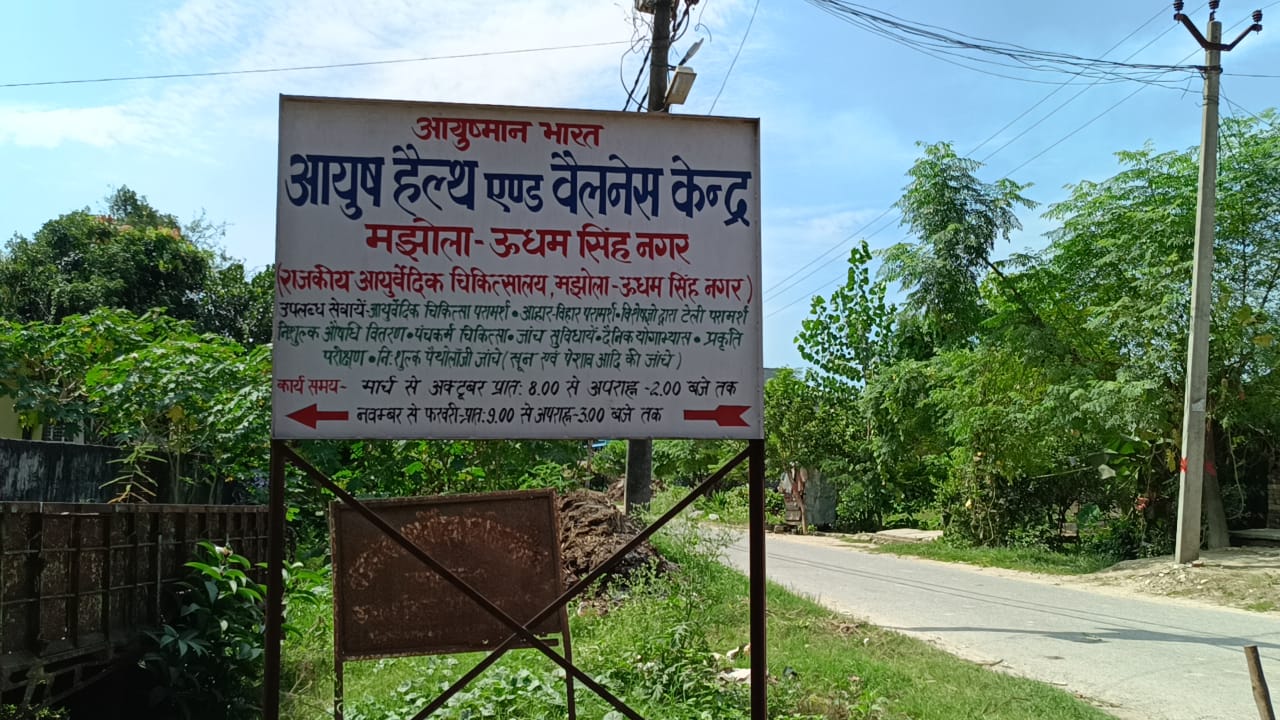 आयुष्मान भारत
आयुष हैल्थ एण्ड वैलनेस केन्द्र
मझोला-ऊधम सिंह नगर
(राजकीय आयुर्वेदिक चिकित्सालय,मझोला-ऊधम सिंह नगर)
उपलब्ध सेवायें-आयुर्वेदिक चिकित्सा परामर्श•आहार-विहार परामर्श•विशेषज्ञो द्वारा टेली परामर्श
निशुल्क औषधि वितरण•पंचकर्म चिकित्सा•जांच सुविधायें•दैनिक योगाभ्यास•प्रकृति
परीक्षण•निःशुल्क पैथोलॉजी जांचे(खून एवं पेशाब आदि की जांचे)
कार्य समय- मार्च से अक्टूबर प्रातः 8.00 से अपराह्न-2.00 बजे तक
नवम्बर से फरवरी-प्रातः9.00 से अपराह्न-3.00 बजे तक